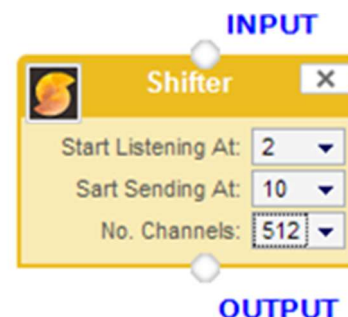 INPUT
Shifter
Start Listening At: 2
Sart Sending At: 10
No. Channels: 512
OUTPUT